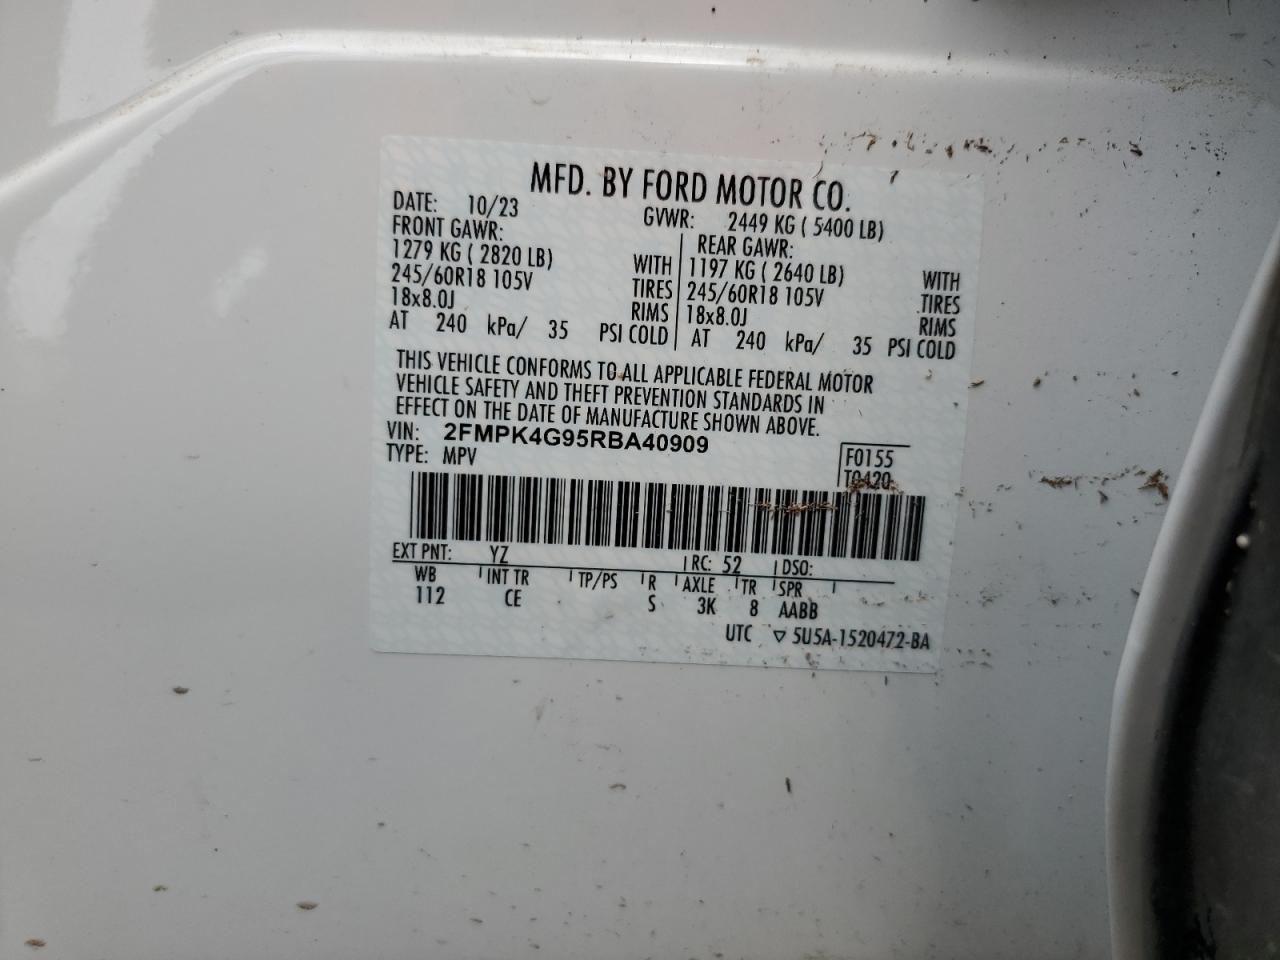 MFD. BY FORD MOTOR CO.
DATE: 10/23 GVWR: 2449 KG ( 5400 LB)
FRONT GAWR: REAR GAWR:
1279 KG ( 2820 LB) WITH 1197 KG ( 2640 LB) WITH
245/60R18 105V TIRES 245/60R18 105V TIRES
18x8.0J RIMS 18x8.0J RIMS
AT 240 kPa/ 35 PSI COLD AT 240 kPa/ 35 PSI COLD
THIS VEHICLE CONFORMS TO ALL APPLICABLE FEDERAL MOTOR
VEHICLE SAFETY AND THEFT PREVENTION STANDARDS IN
EFFECT ON THE DATE OF MANUFACTURE SHOWN ABOVE.
VIN: 2FMPK4G95RBA40909
TYPE: MPV F0155
T0420
EXT PNT: YZ RC: 52 DSO:
WB INT TR TP/PS R AXLE TR SPR
112 CE S 3K 8 AABB
UTC ▽ 5U5A-1520472-BA